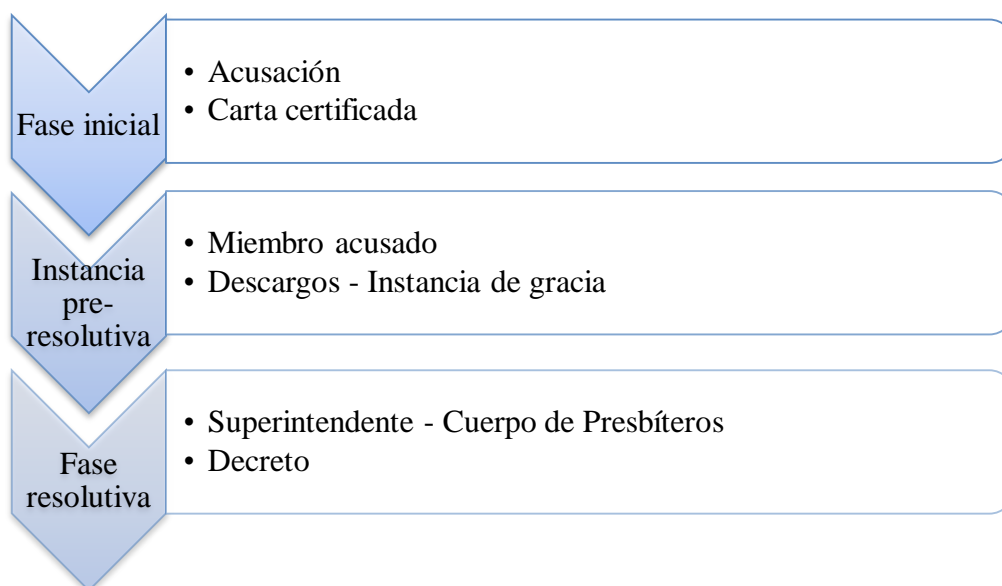 Fase inicial
• Acusación
• Carta certificada
Instancia
pre-
resolutiva
• Miembro acusado
• Descargos - Instancia de gracia
Fase
resolutiva
• Superintendente - Cuerpo de Presbíteros
• Decreto